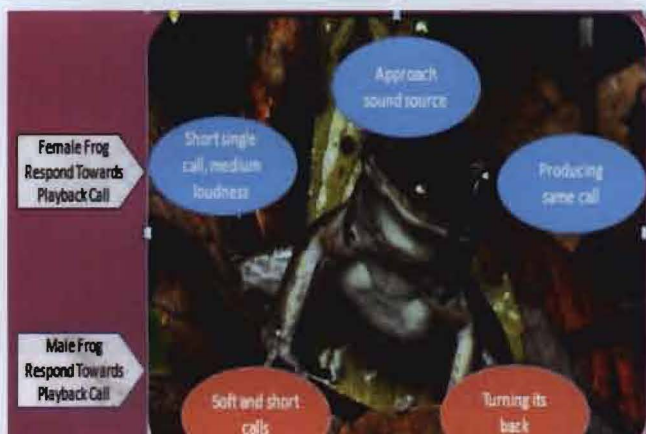 Approach
sound source
Female Frog
Respond Towards
Playback Call
Short single
call, medium
loudness
Producing
same call
Male Frog
Respond Towards
Playback Call
Soft and short
calls
Turning its
back